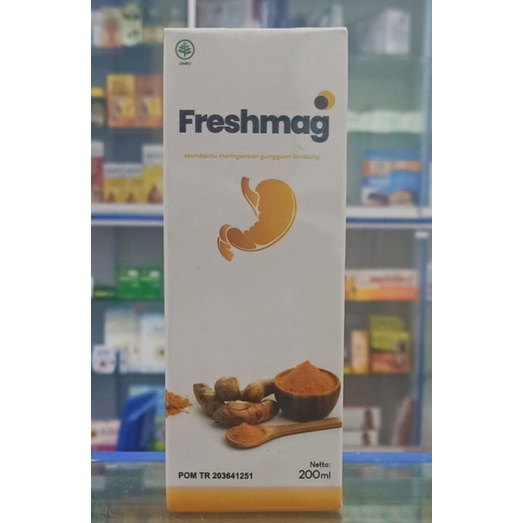 JAMU
Freshmag
Membantu meringankan gangguan lambung
POM TR 203641251
Netto:
200ml